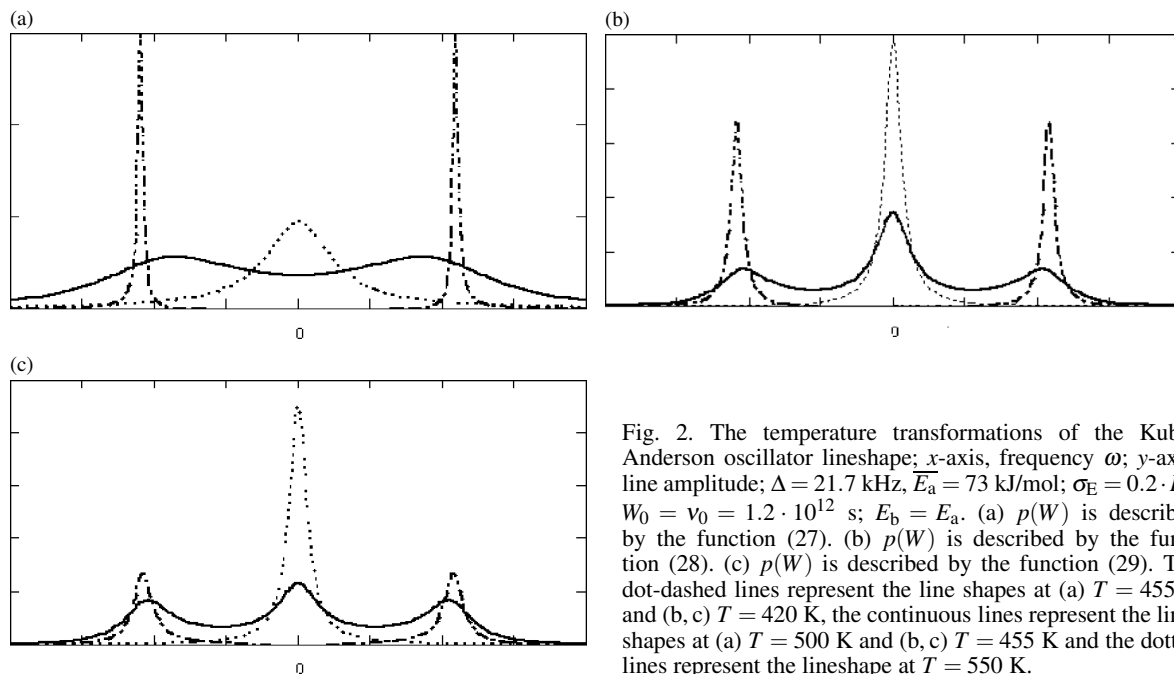 (a)
(b)
0
0
(c)
0
Fig. 2. The temperature transformations of the Kub
Anderson oscillator lineshape; x-axis, frequency ω; y-ax
line amplitude; Δ = 21.7 kHz, E̅a̅ = 73 kJ/mol; σE = 0.2 ·
W0 = ν0 = 1.2 · 10^12 s; Eb = Ea. (a) p(W) is describ
by the function (27). (b) p(W) is described by the fun
tion (28). (c) p(W) is described by the function (29). T
dot-dashed lines represent the line shapes at (a) T = 455
and (b, c) T = 420 K, the continuous lines represent the lin
shapes at (a) T = 500 K and (b, c) T = 455 K and the dott
lines represent the lineshape at T = 550 K.